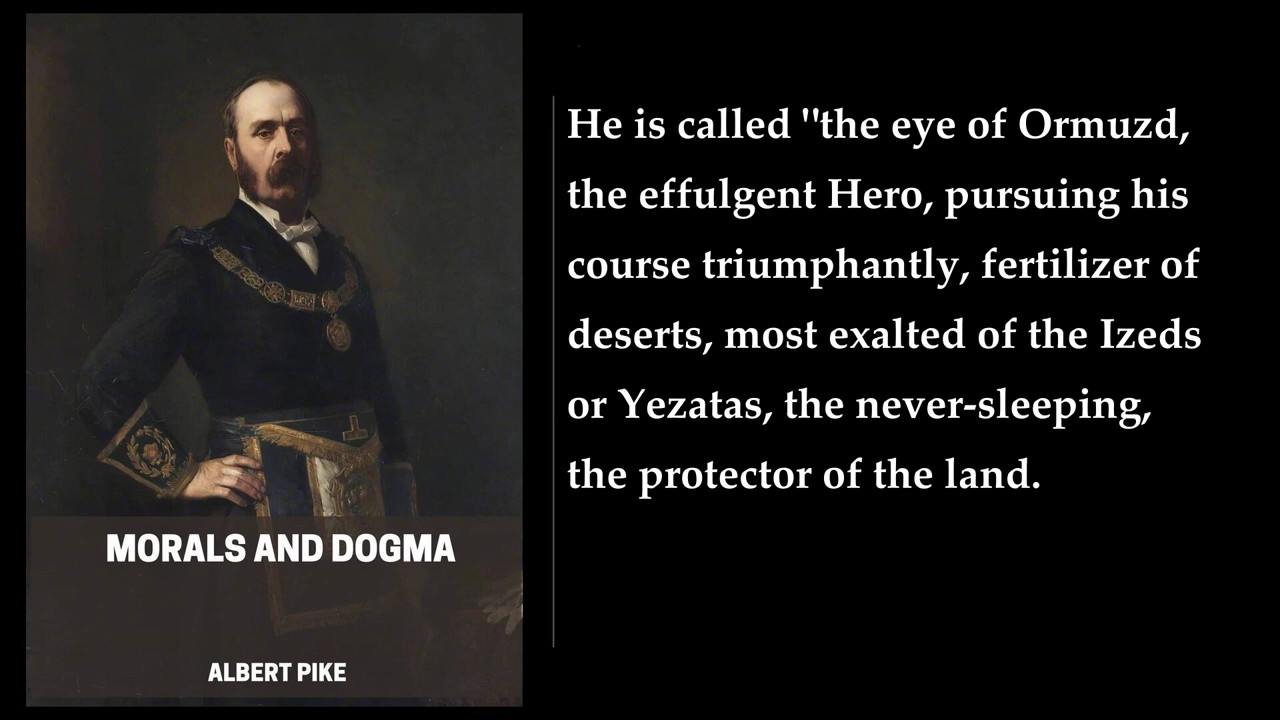 MORALS AND DOGMA
ALBERT PIKE
He is called "the eye of Ormuzd,
the effulgent Hero, pursuing his
course triumphantly, fertilizer of
deserts, most exalted of the Izeds
or Yezatas, the never-sleeping,
the protector of the land.